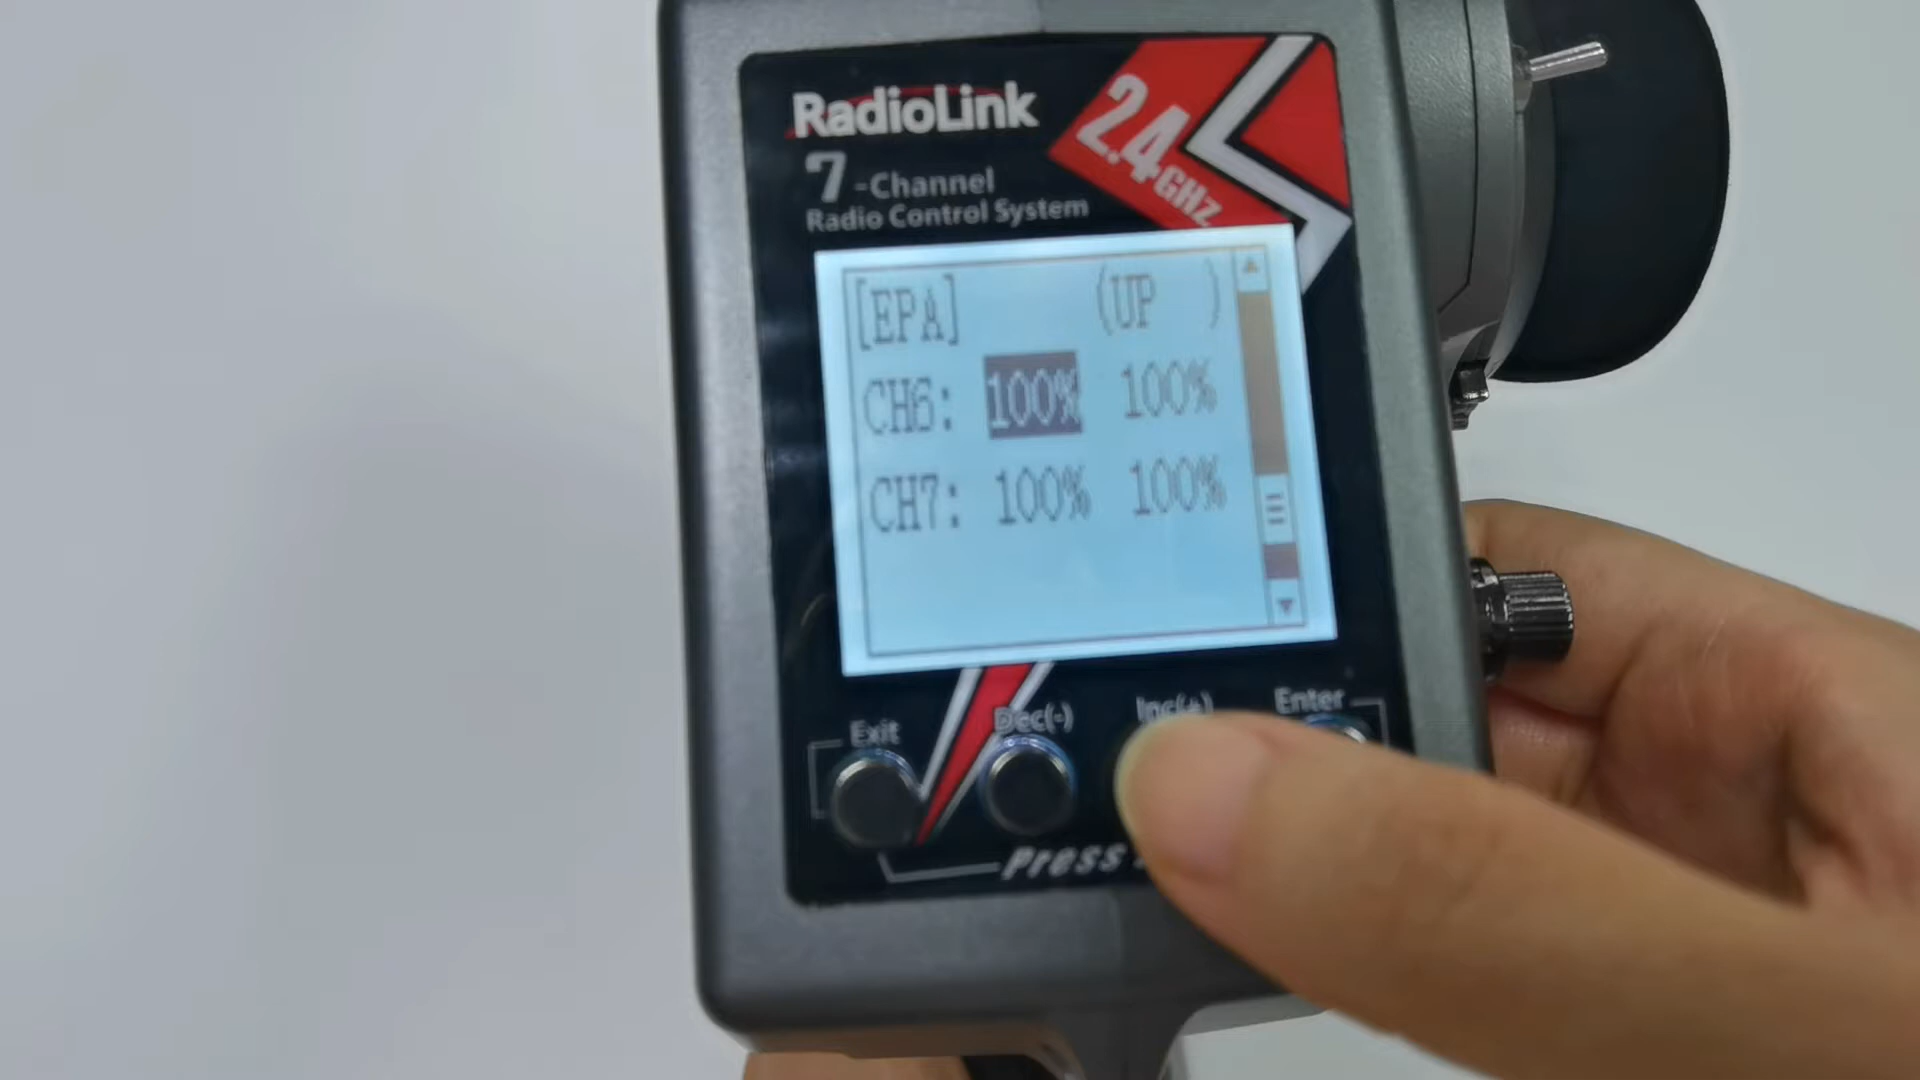 RadioLink
2.4GHz
7-Channel
Radio Control System
[EPA] (UP )
CH6: 100% 100%
CH7: 100% 100%
Exit Dec(-) Inc(+) Enter
Press